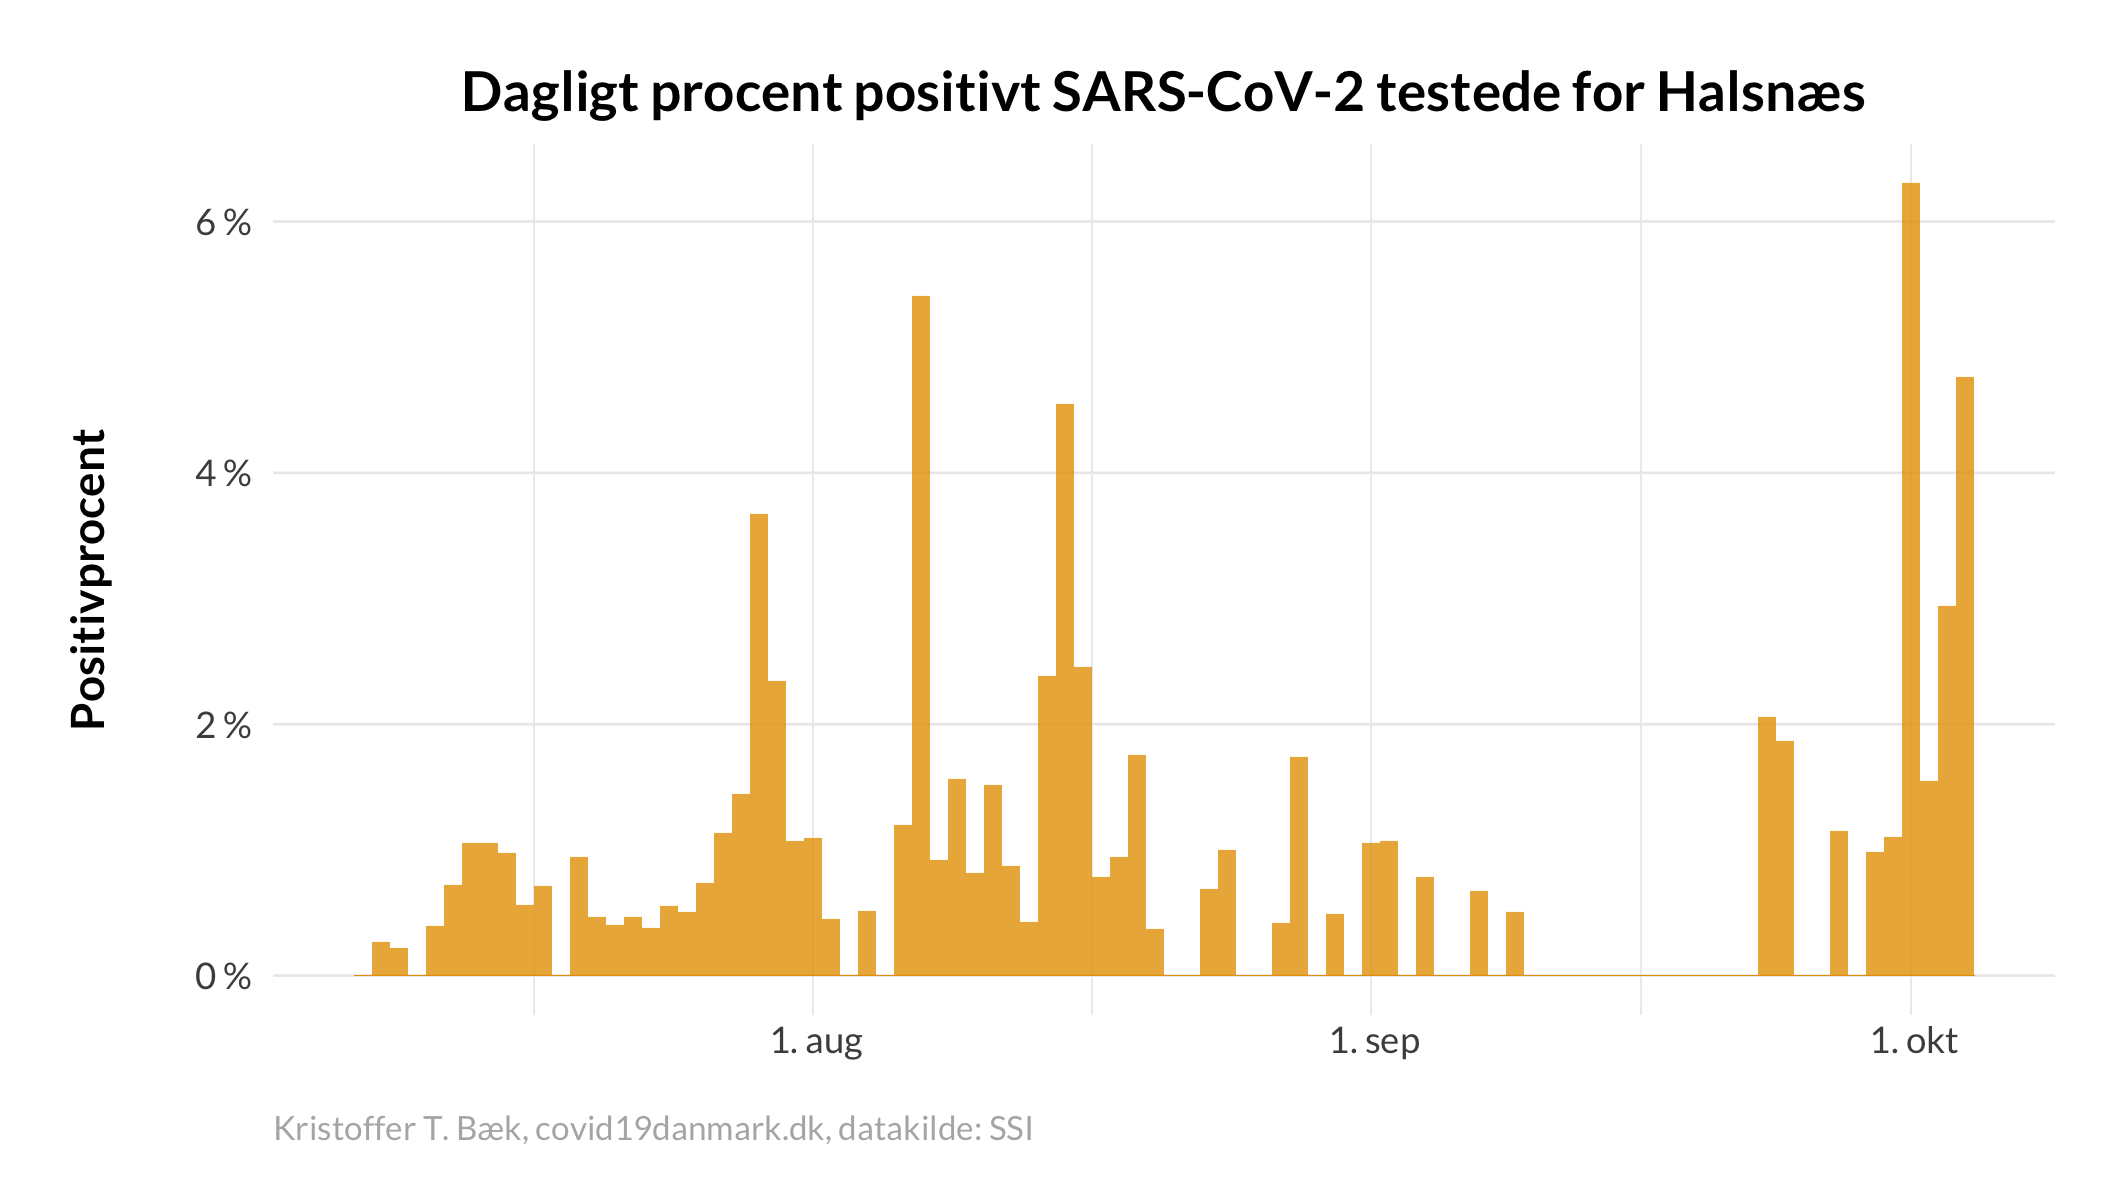 Dagligt procent positivt SARS-CoV-2 testede for Halsnæs
Positivprocent
6 %
4 %
2 %
0 %
1. aug
1. sep
1. okt
Kristoffer T. Bæk, covid19danmark.dk, datakilde: SSI